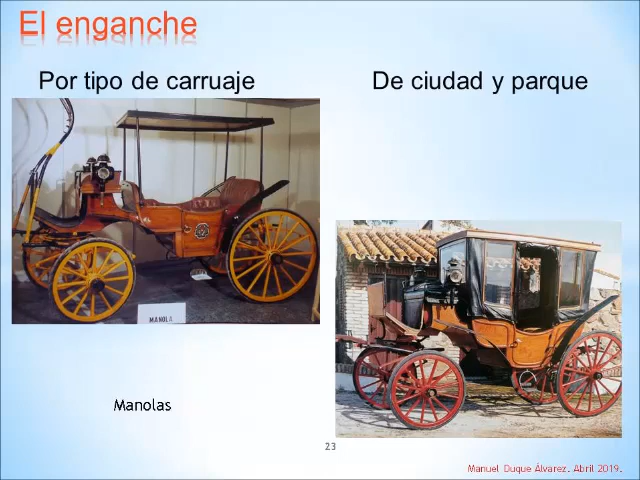 El enganche
Por tipo de carruaje
De ciudad y parque
MANOLA
Manolas
23
Manuel Duque Álvarez. Abril 2019.